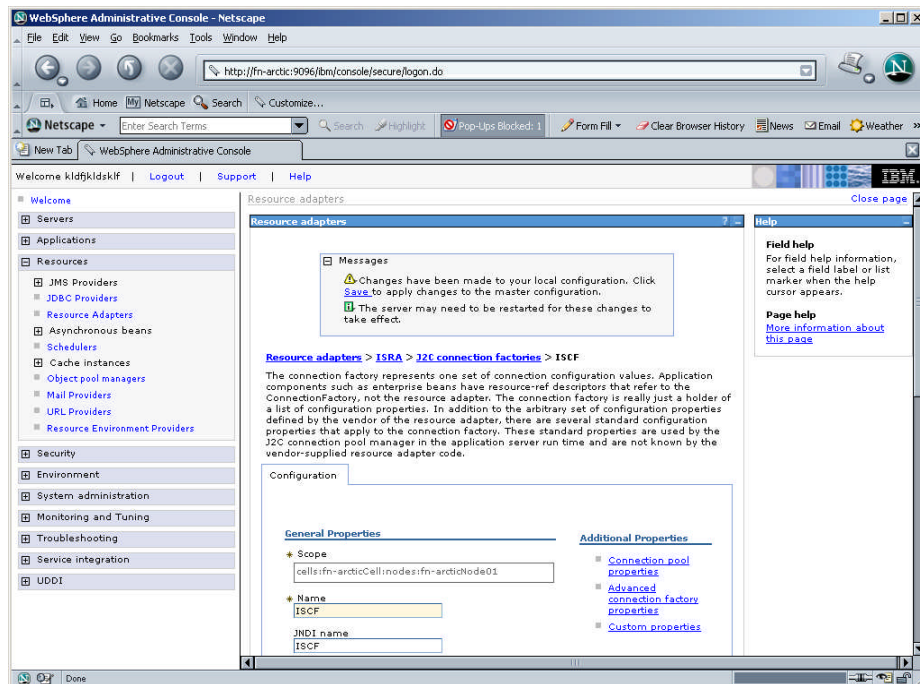 WebSphere Administrative Console - Netscape
File Edit View Go Bookmarks Tools Window Help
http://fn-arctic:9096/ibm/console/secure/logon.do
Home My Netscape Search Customize...
Netscape Enter Search Terms Search Highlight Pop-Ups Blocked: 1 Form Fill Clear Browser History News Email Weather »
New Tab WebSphere Administrative Console
Welcome kldfjkldsklf | Logout | Support | Help IBM.
Welcome
Servers
Applications
Resources
JMS Providers
JDBC Providers
Resource Adapters
Asynchronous beans
Schedulers
Cache instances
Object pool managers
Mail Providers
URL Providers
Resource Environment Providers
Security
Environment
System administration
Monitoring and Tuning
Troubleshooting
Service integration
UDDI
Resource adapters Close page
Resource adapters ? –
Messages
Changes have been made to your local configuration. Click
Save to apply changes to the master configuration.
The server may need to be restarted for these changes to
take effect.
Resource adapters > ISRA > J2C connection factories > ISCF
The connection factory represents one set of connection configuration values. Application
components such as enterprise beans have resource-ref descriptors that refer to the
ConnectionFactory, not the resource adapter. The connection factory is really just a holder of
a list of configuration properties. In addition to the arbitrary set of configuration properties
defined by the vendor of the resource adapter, there are several standard configuration
properties that apply to the connection factory. These standard properties are used by the
J2C connection pool manager in the application server run time and are not known by the
vendor-supplied resource adapter code.
Configuration
General Properties
* Scope
cells:fn-arcticCell:nodes:fn-arcticNode01
* Name
ISCF
JNDI name
ISCF
Additional Properties
Connection pool
properties
Advanced
connection factory
properties
Custom properties
Help –
Field help
For field help information,
select a field label or list
marker when the help
cursor appears.
Page help
More information about
this page
Done